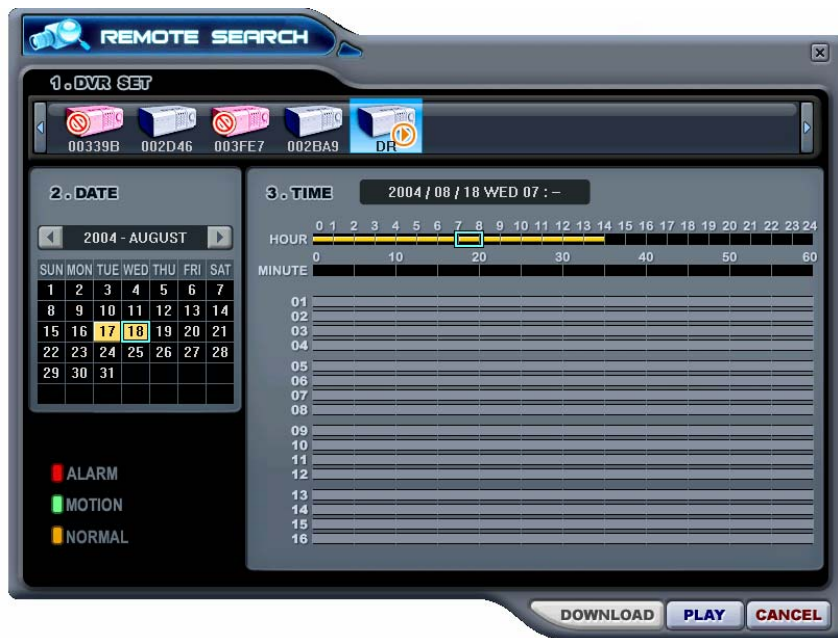 REMOTE SEARCH
1. DVR SET
00339B 002D46 003FE7 002BA9 DR
2. DATE
2004 - AUGUST
SUN MON TUE WED THU FRI SAT
1 2 3 4 5 6 7
8 9 10 11 12 13 14
15 16 17 18 19 20 21
22 23 24 25 26 27 28
29 30 31
ALARM
MOTION
NORMAL
3. TIME 2004 / 08 / 18 WED 07 : –
0 1 2 3 4 5 6 7 8 9 10 11 12 13 14 15 16 17 18 19 20 21 22 23 24
HOUR
0 10 20 30 40 50 60
MINUTE
01
02
03
04
05
06
07
08
09
10
11
12
13
14
15
16
DOWNLOAD PLAY CANCEL